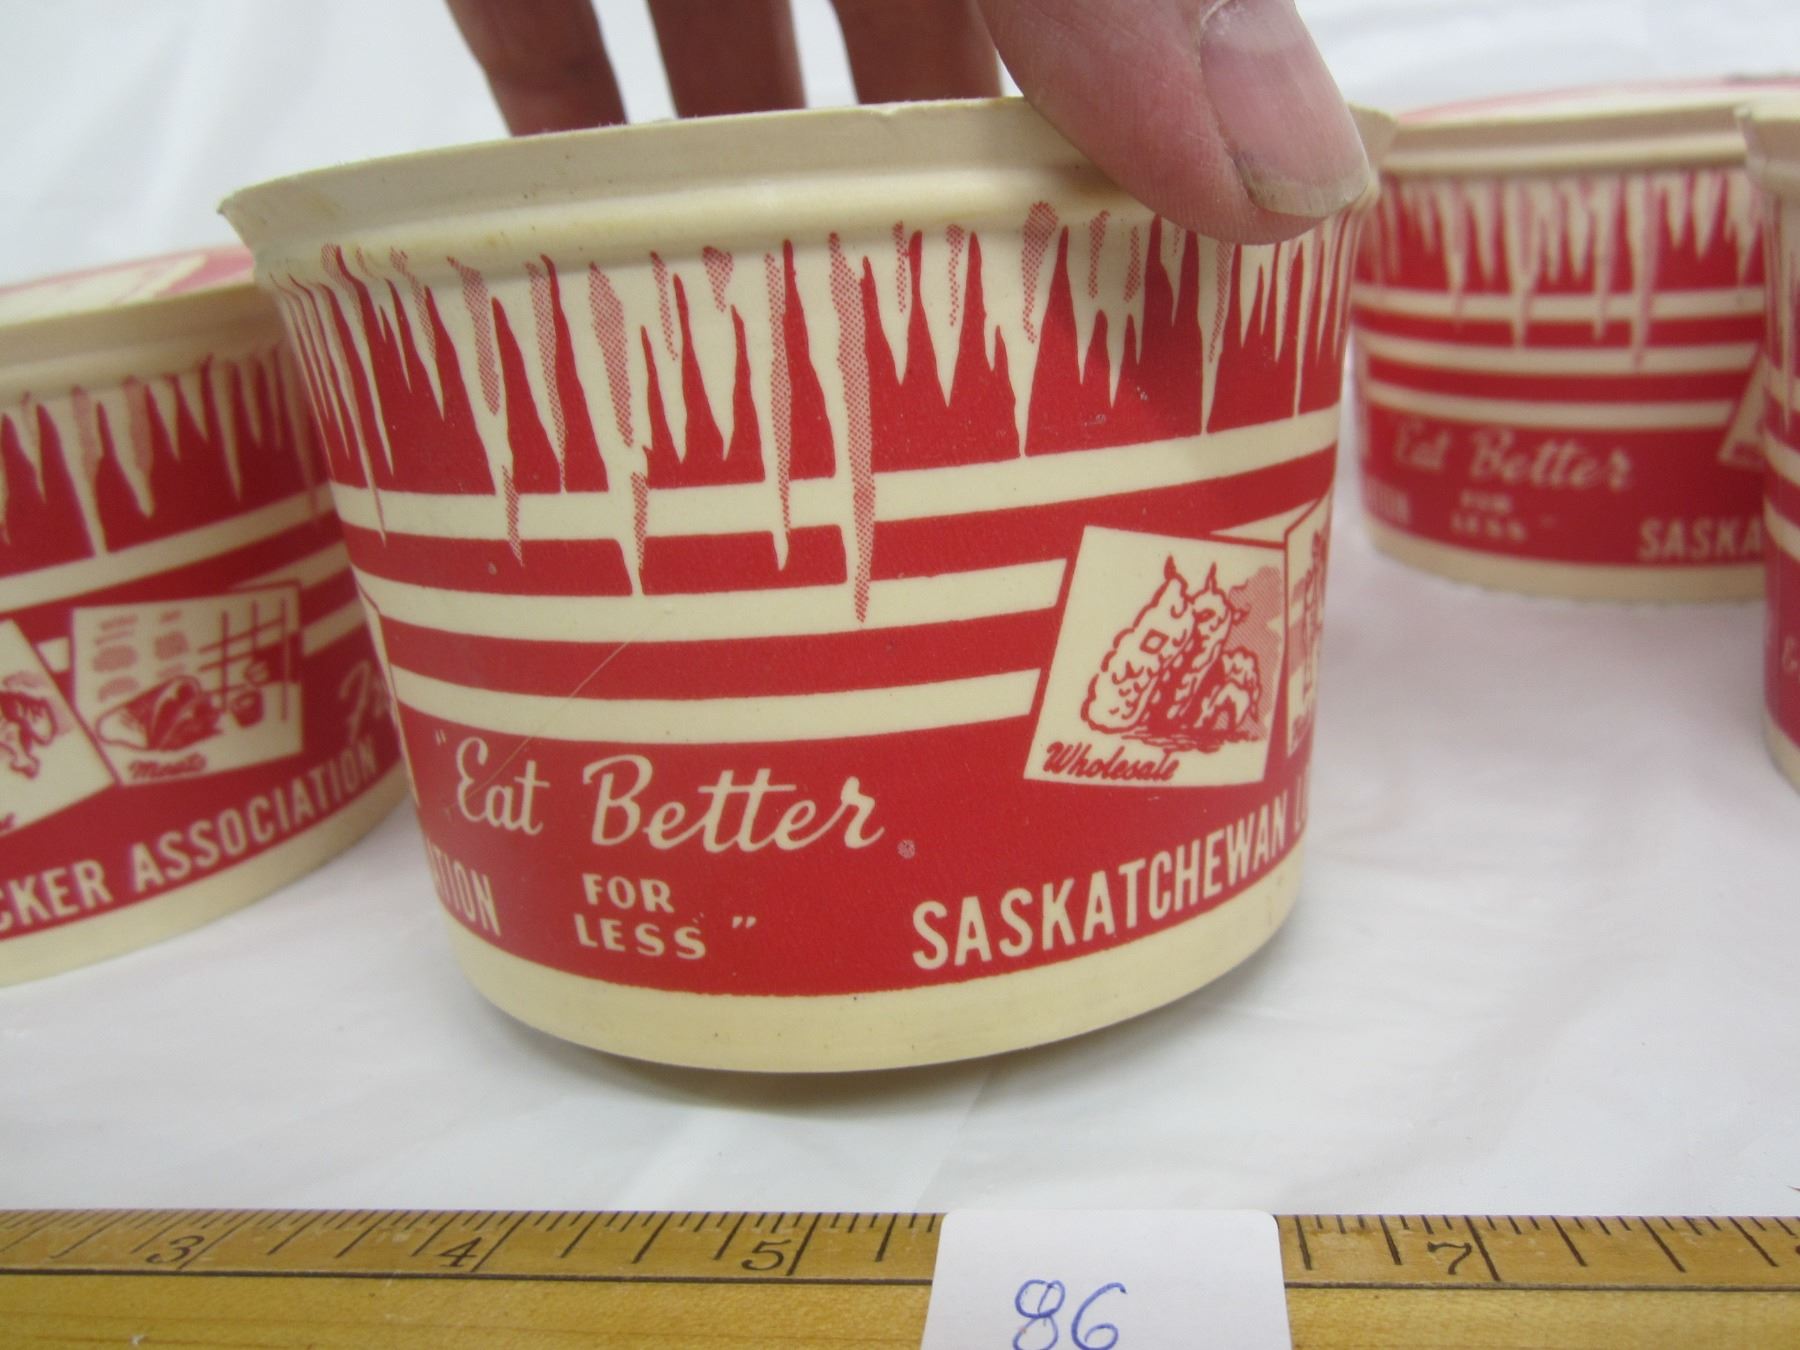 "Eat Better
FOR
LESS"
TION
SASKATCHEWAN
Wholesale
Meats
CKER ASSOCIATION
Eat Better
FOR
LESS"
SASKA
3 4 5 7
86